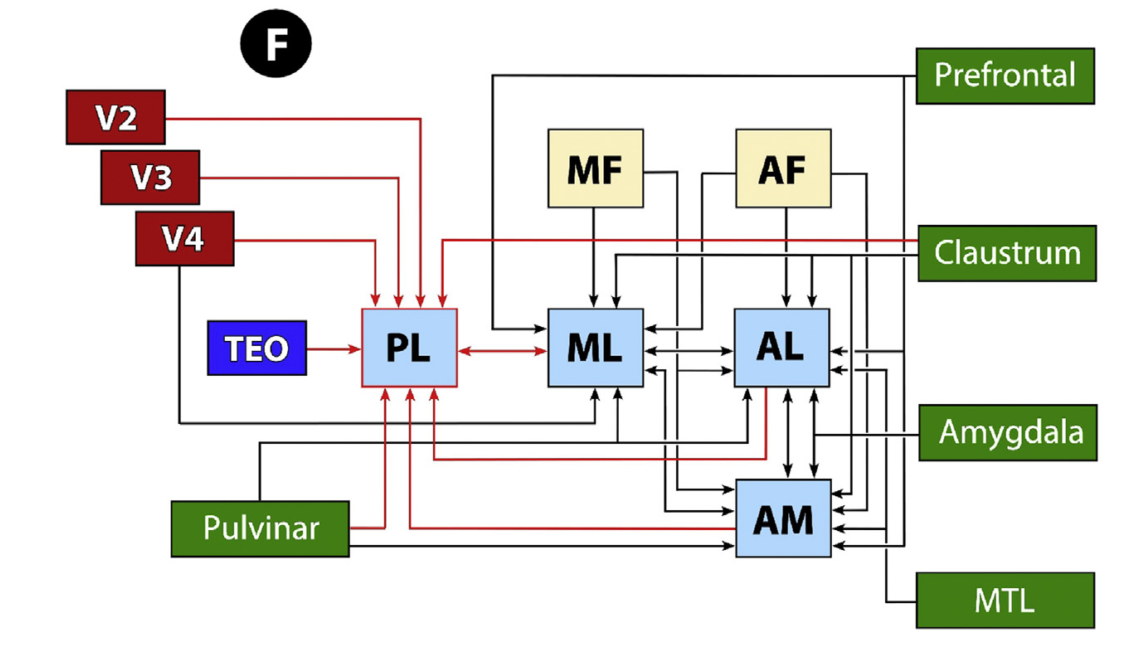 F
Prefrontal
V2
V3
MF
AF
V4
Claustrum
TEO
PL
ML
AL
Amygdala
Pulvinar
AM
MTL